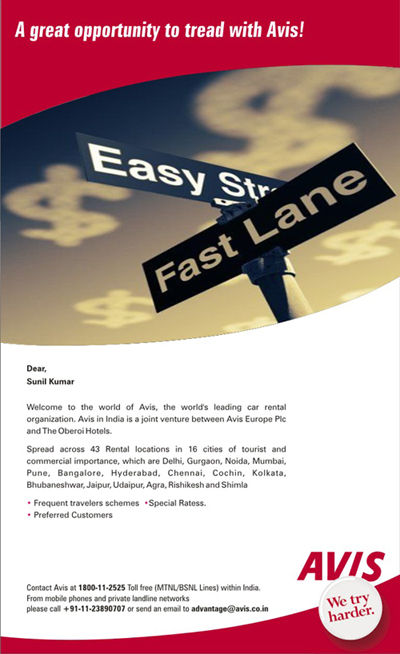 A great opportunity to tread with Avis!
Easy Str
Fast Lane
Dear,
Sunil Kumar
Welcome to the world of Avis, the world's leading car rental
organization. Avis in India is a joint venture between Avis Europe Plc
and The Oberoi Hotels.
Spread across 43 Rental locations in 16 cities of tourist and
commercial importance, which are Delhi, Gurgaon, Noida, Mumbai,
Pune, Bangalore, Hyderabad, Chennai, Cochin, Kolkata,
Bhubaneshwar, Jaipur, Udaipur, Agra, Rishikesh and Shimla
• Frequent travelers schemes •Special Ratess.
• Preferred Customers
AVIS
We try
harder.
Contact Avis at 1800-11-2525 Toll free (MTNL/BSNL Lines) within India.
From mobile phones and private landline networks
please call +91-11-23890707 or send an email to advantage@avis.co.in